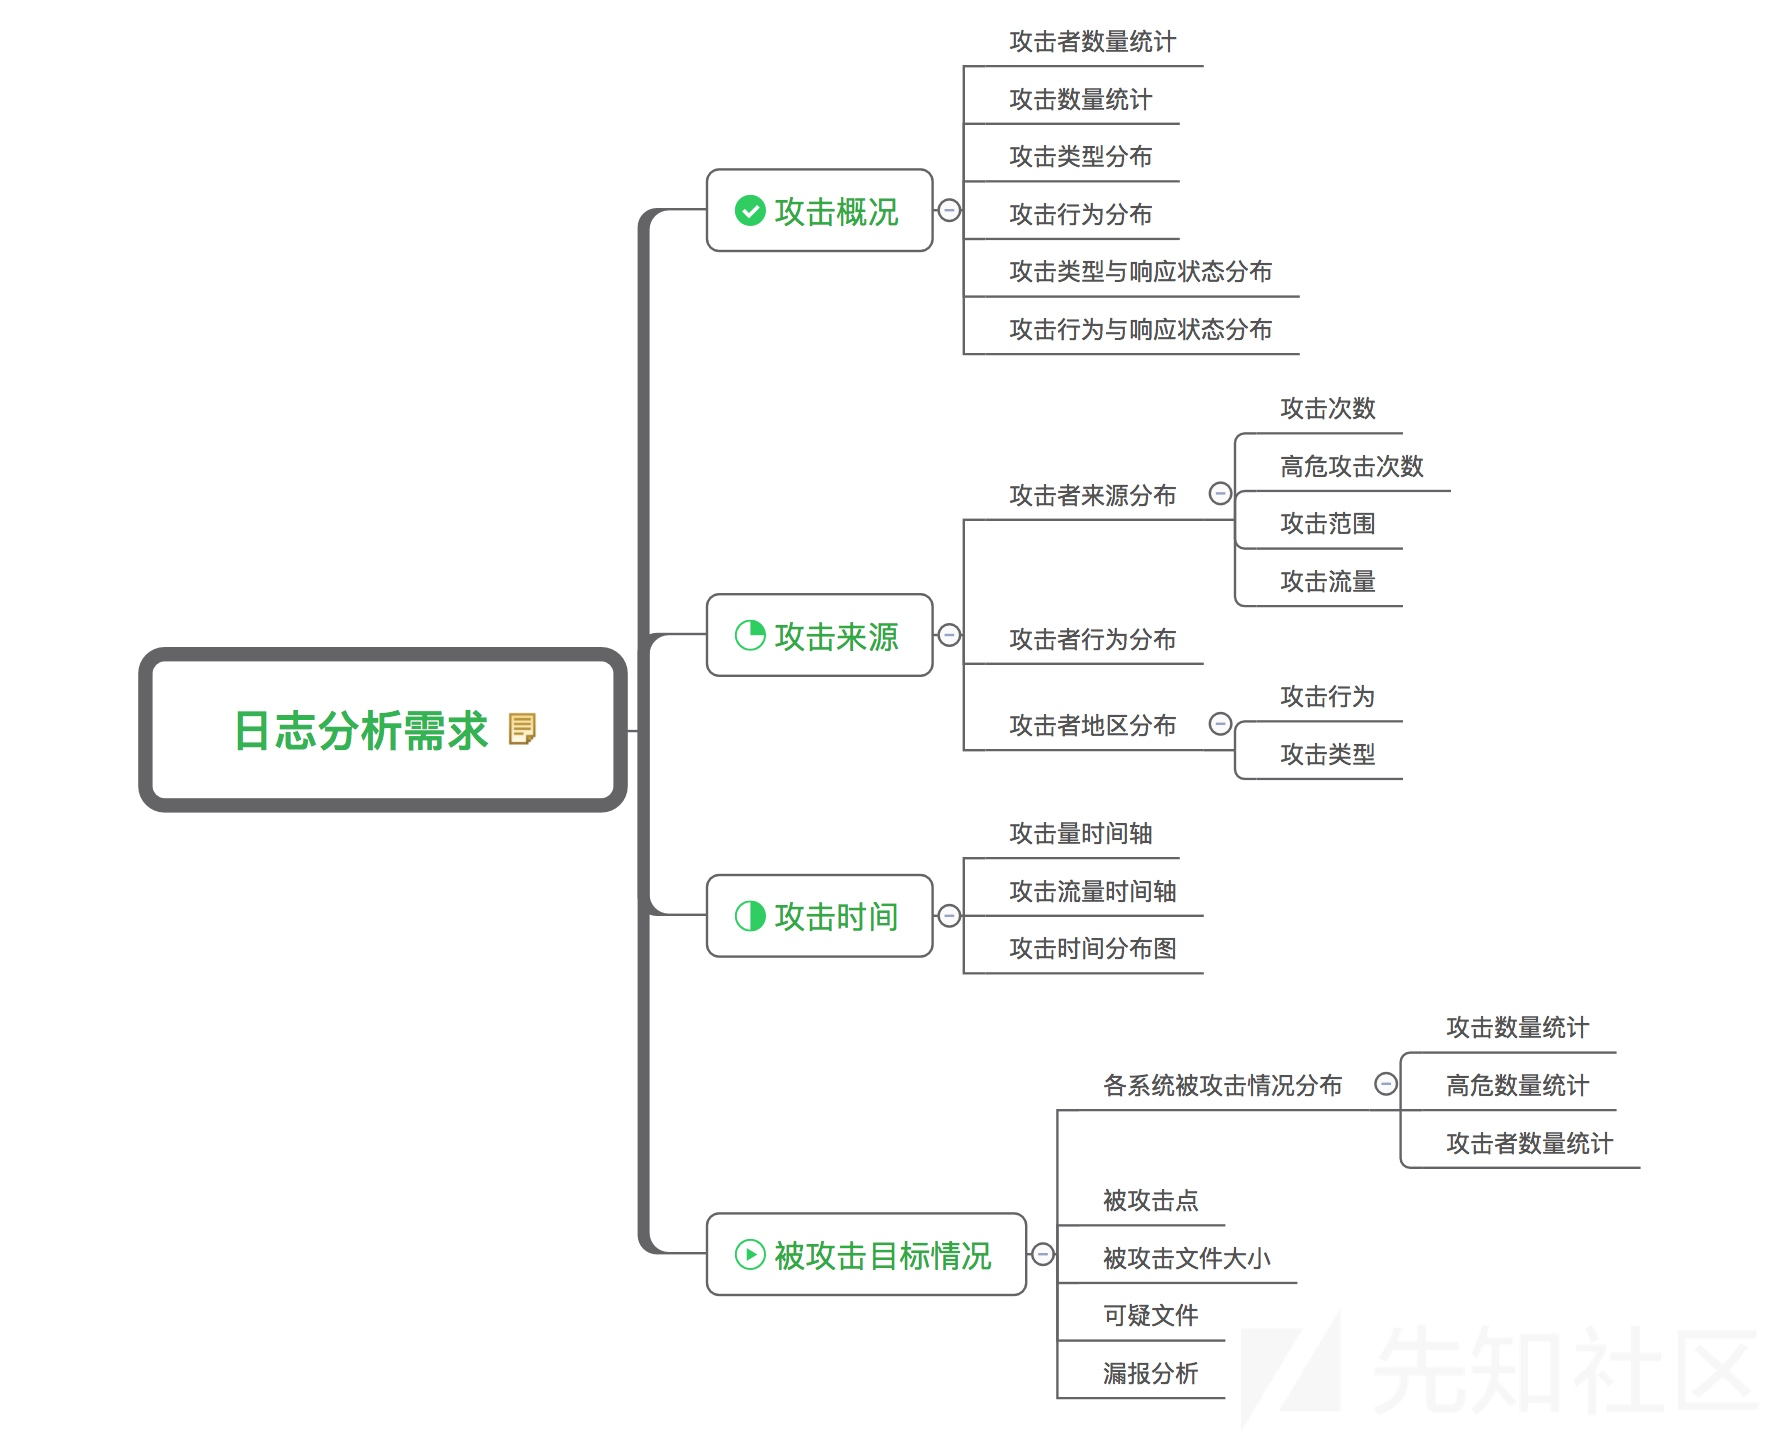 日志分析需求
攻击概况
攻击者数量统计
攻击数量统计
攻击类型分布
攻击行为分布
攻击类型与响应状态分布
攻击行为与响应状态分布
攻击来源
攻击者来源分布
攻击次数
高危攻击次数
攻击范围
攻击流量
攻击者行为分布
攻击者地区分布
攻击行为
攻击类型
攻击时间
攻击量时间轴
攻击流量时间轴
攻击时间分布图
被攻击目标情况
各系统被攻击情况分布
攻击数量统计
高危数量统计
攻击者数量统计
被攻击点
被攻击文件大小
可疑文件
漏报分析
先知社区